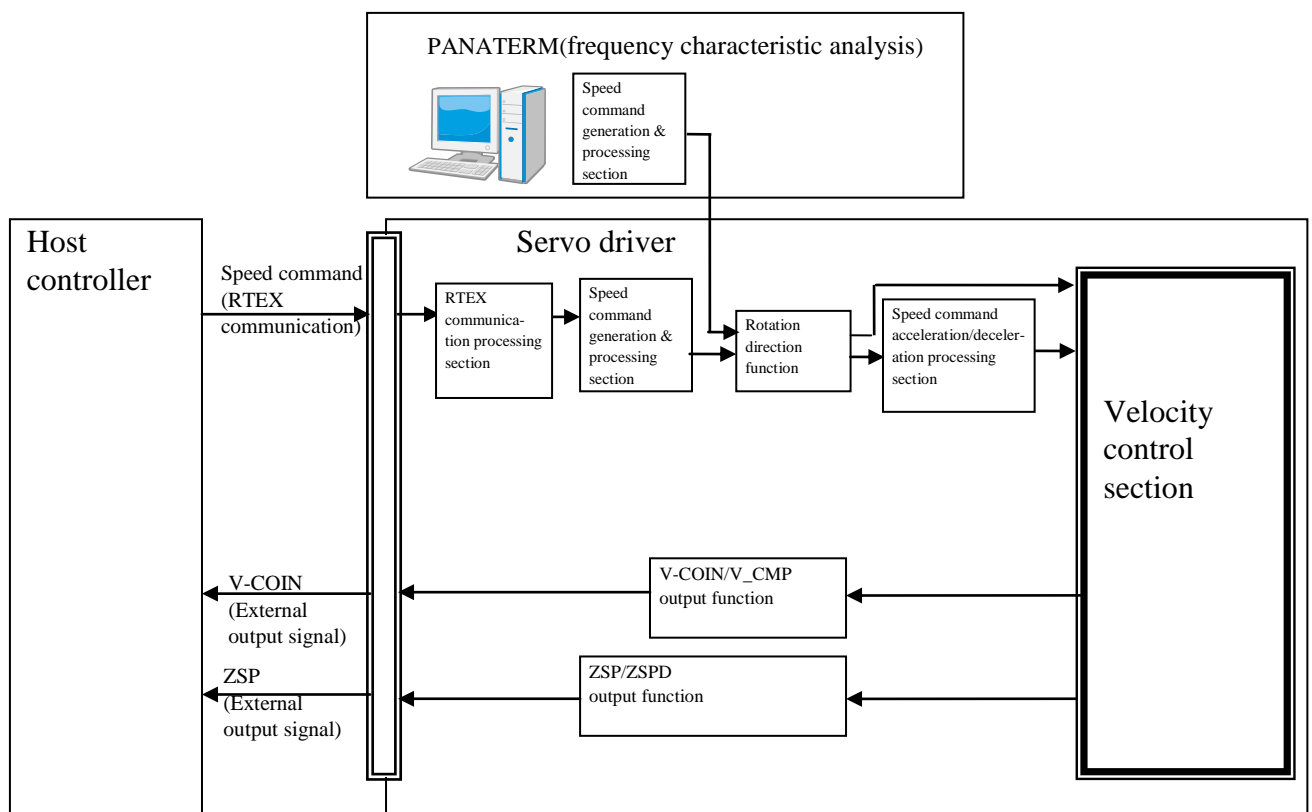 PANATERM(frequency characteristic analysis)
Speed
command
generation &
processing
section
Host
controller
Speed command
(RTEX
communication)
Servo driver
RTEX
communica-
tion processing
section
Speed
command
generation &
processing
section
Rotation
direction
function
Speed command
acceleration/deceler-
ation processing
section
Velocity
control
section
V-COIN
(External
output signal)
V-COIN/V_CMP
output function
ZSP
(External
output signal)
ZSP/ZSPD
output function